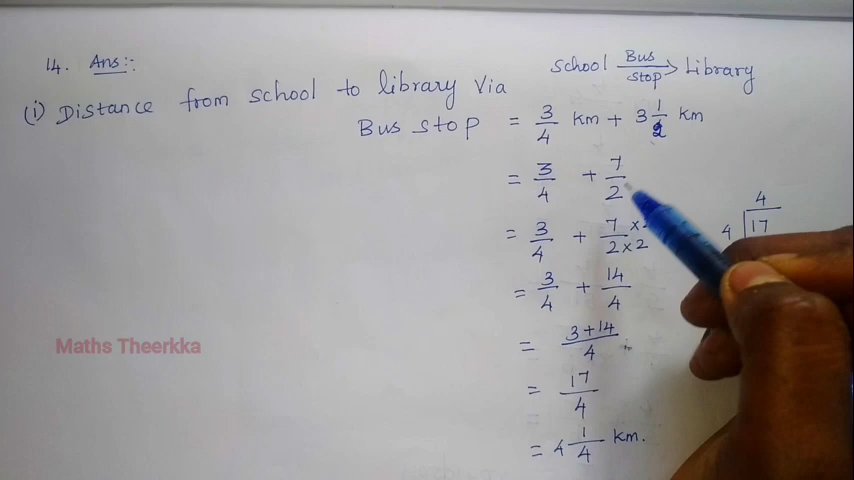 14. Ans::
School Bus stop → Library
(i) Distance from school to library Via
Bus stop = 3/4 km + 3 1/2 km
= 3/4 + 7/2
= 3/4 + 7/2 × × 2
= 3/4 + 14/4
= 3+14/4
= 17/4
= 4 1/4 km.
4
4 17
Maths Theerkka